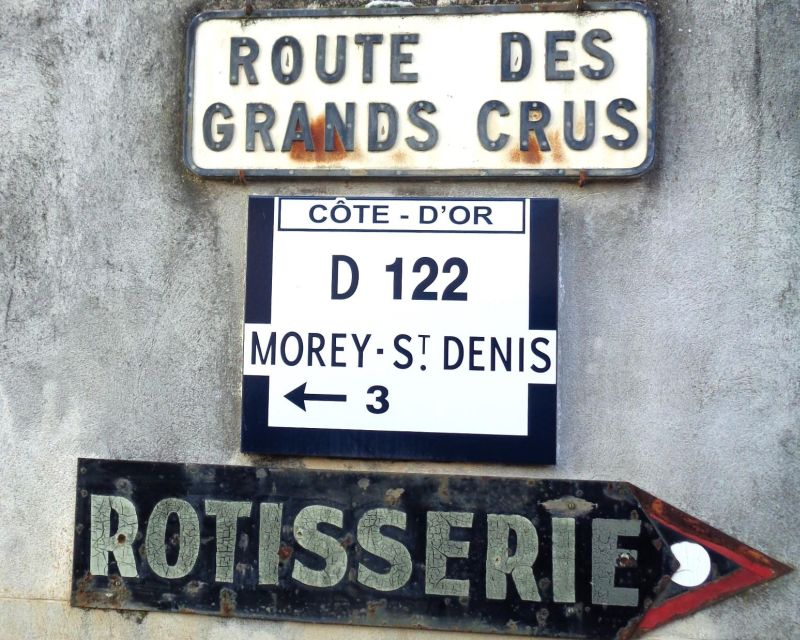 ROUTE DES
GRANDS CRUS
CÔTE - D'OR
D 122
MOREY - ST. DENIS
← 3
ROTISSERIE